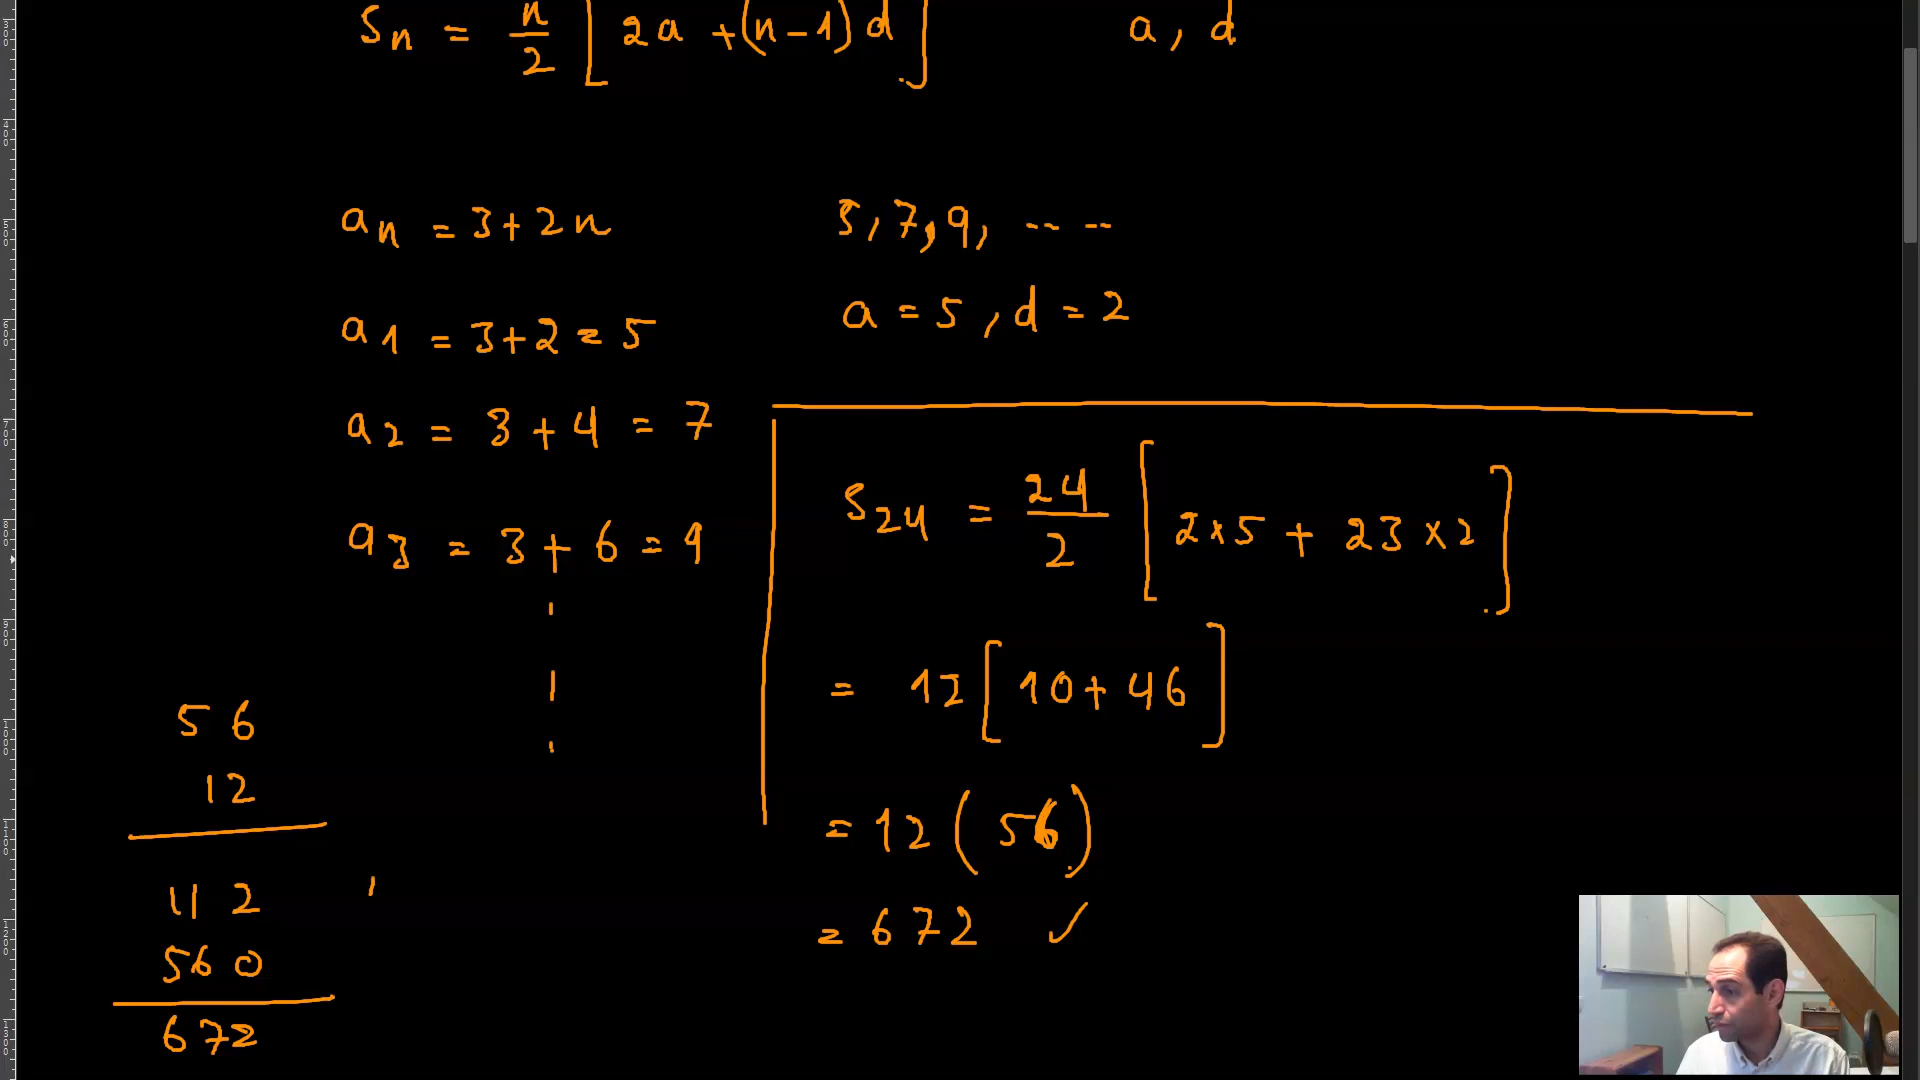 Sn = n/2 [2a + (n-1)d]    a, d
an = 3+2n    5, 7, 9, -- --
a1 = 3+2 = 5    a = 5, d = 2
a2 = 3 + 4 = 7
a3 = 3 + 6 = 9
S24 = 24/2 [2×5 + 23×2]
= 12 [10 + 46]
= 12 (56)
= 672 ✓
56
12
112
560
672